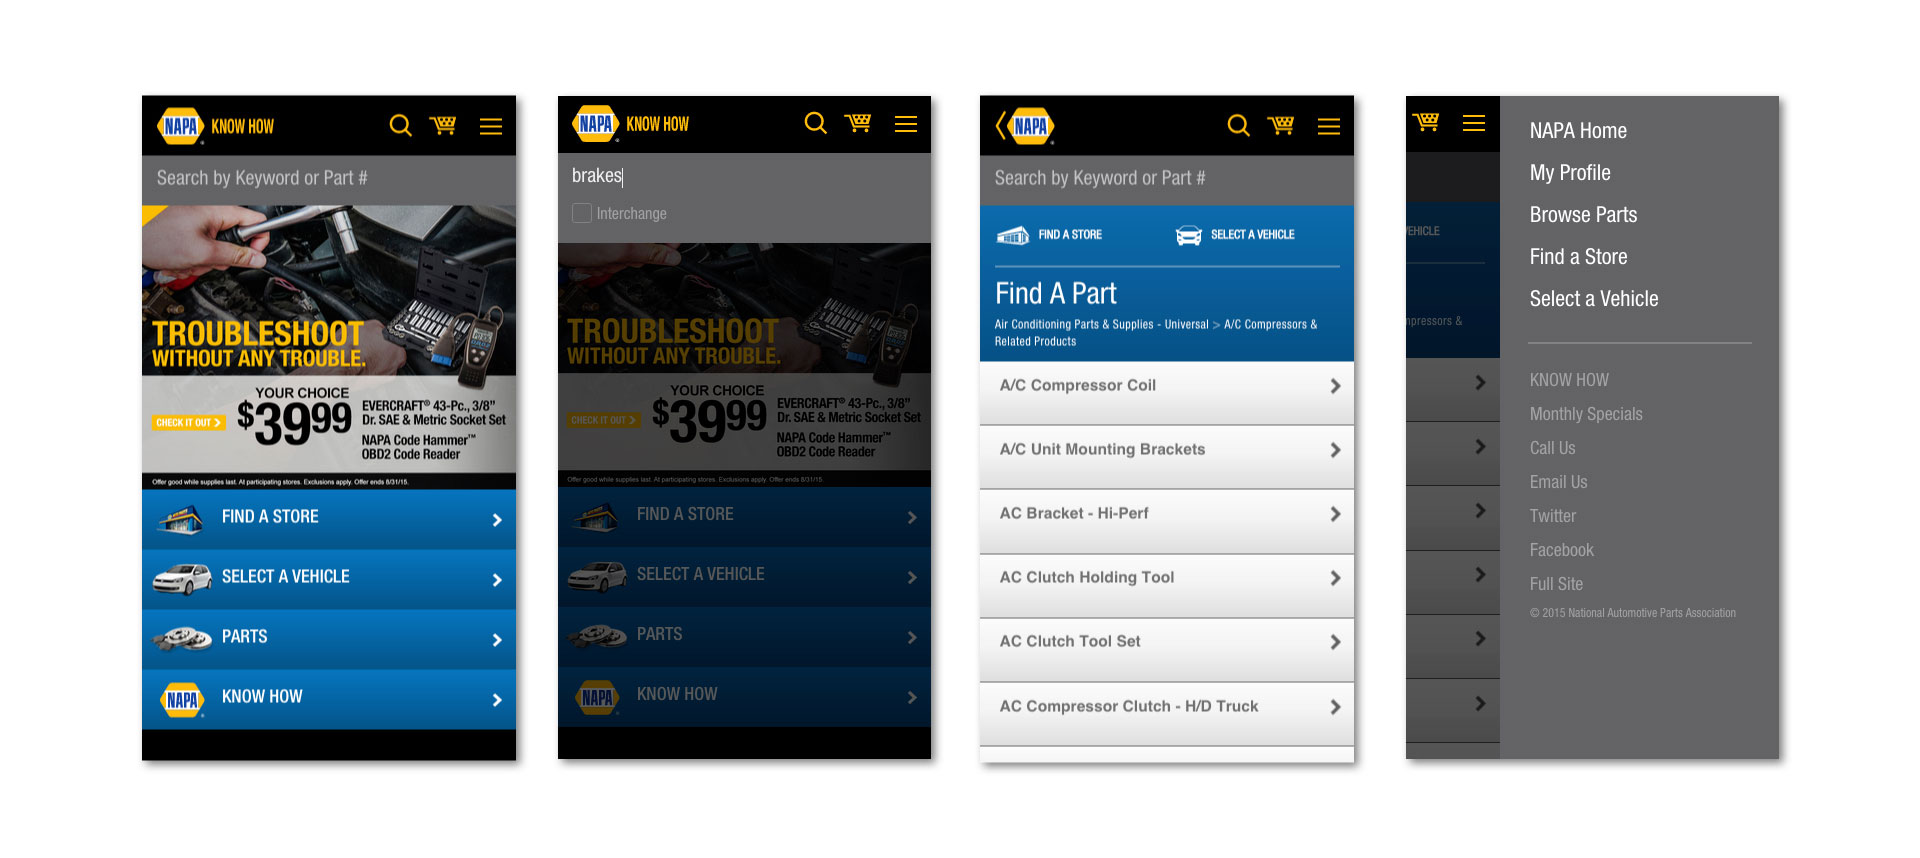 NAPA KNOW HOW
Search by Keyword or Part #
TROUBLESHOOT
WITHOUT ANY TROUBLE.
YOUR CHOICE
$39.99
CHECK IT OUT
EVERCRAFT® 43-Pc., 3/8”
Dr. SAE & Metric Socket Set
NAPA Code Hammer™
OBD2 Code Reader
Offer good while supplies last. At participating stores. Exclusions apply. Offer ends 8/31/15.
FIND A STORE
SELECT A VEHICLE
PARTS
NAPA
KNOW HOW
NAPA KNOW HOW
brakes
Interchange
TROUBLESHOOT
WITHOUT ANY TROUBLE.
YOUR CHOICE
$39.99
CHECK IT OUT
EVERCRAFT® 43-Pc., 3/8”
Dr. SAE & Metric Socket Set
NAPA Code Hammer™
OBD2 Code Reader
Offer good while supplies last. At participating stores. Exclusions apply. Offer ends 8/31/15.
FIND A STORE
SELECT A VEHICLE
PARTS
NAPA
KNOW HOW
NAPA
Search by Keyword or Part #
FIND A STORE
SELECT A VEHICLE
Find A Part
Air Conditioning Parts & Supplies - Universal > A/C Compressors &
Related Products
A/C Compressor Coil
A/C Unit Mounting Brackets
AC Bracket - Hi-Perf
AC Clutch Holding Tool
AC Clutch Tool Set
AC Compressor Clutch - H/D Truck
EHICLE
mpressors &
NAPA Home
My Profile
Browse Parts
Find a Store
Select a Vehicle
KNOW HOW
Monthly Specials
Call Us
Email Us
Twitter
Facebook
Full Site
© 2015 National Automotive Parts Association